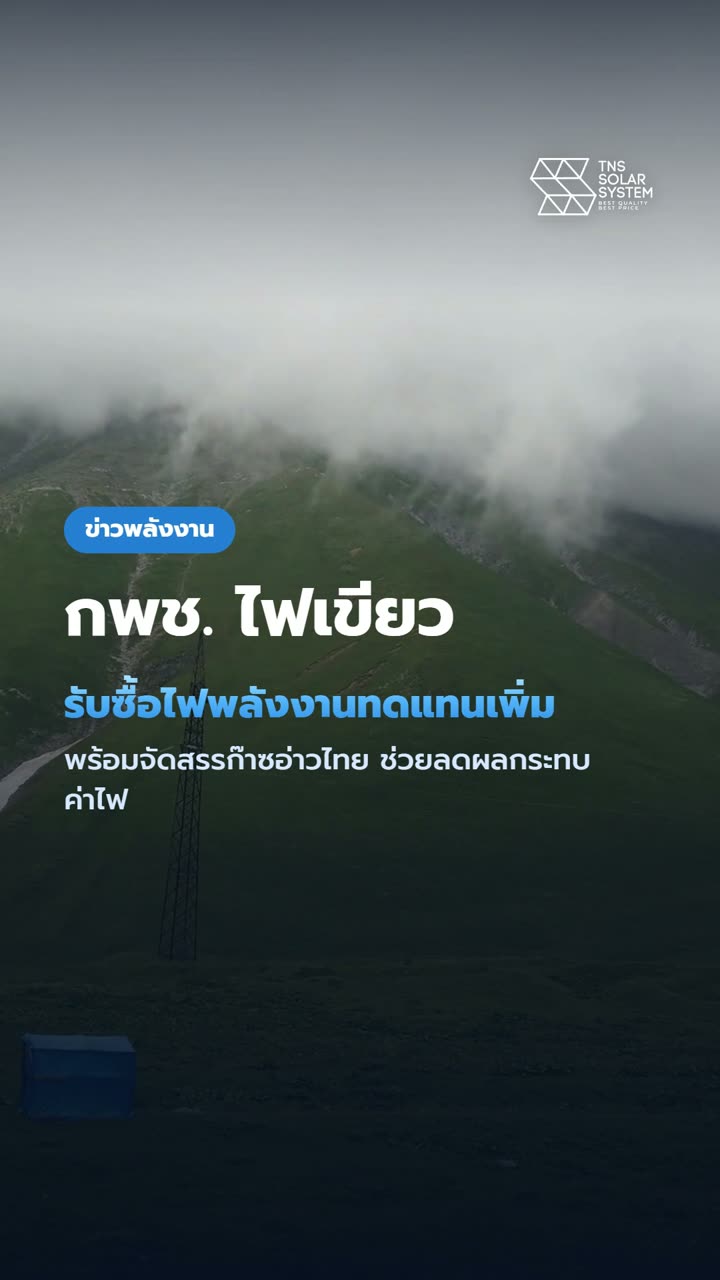 TNS
SOLAR
SYSTEM
BEST QUALITY
BEST PRICE
ข่าวพลังงาน
กพช. ไฟเขียว
รับซื้อไฟพลังงานทดแทนเพิ่ม
พร้อมจัดสรรก๊าซอ่าวไทย ช่วยลดผลกระทบ
ค่าไฟ